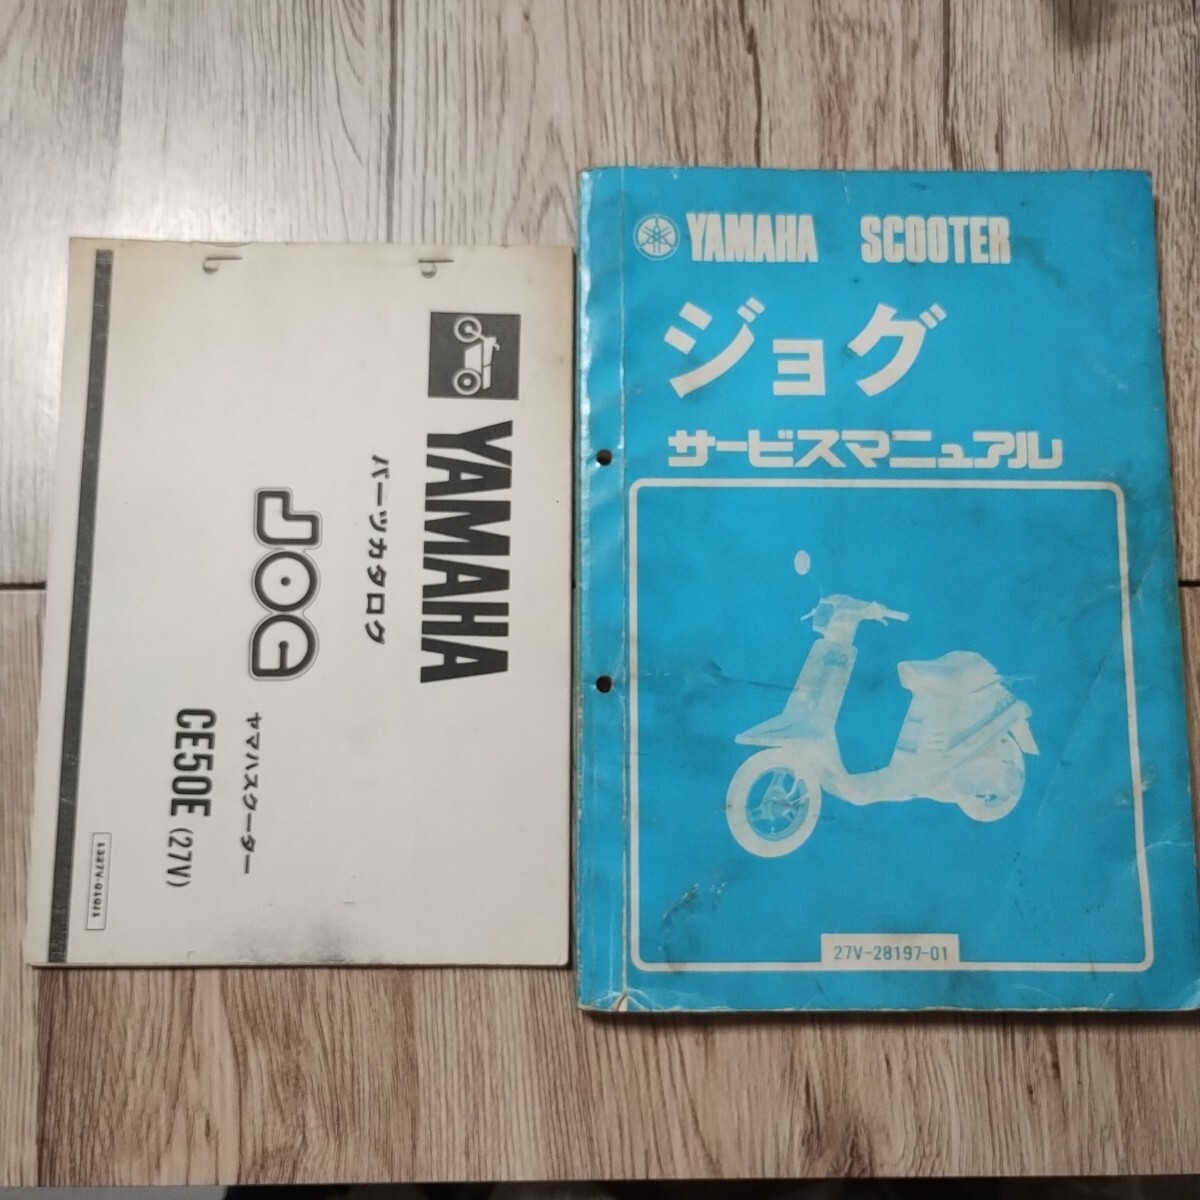 YAMAHA
パーツカタログ
JOG
ヤマハスクーター
CE50E (27V)
YAMAHA SCOOTER
ジョグ
サービスマニュアル
27V-28197-01